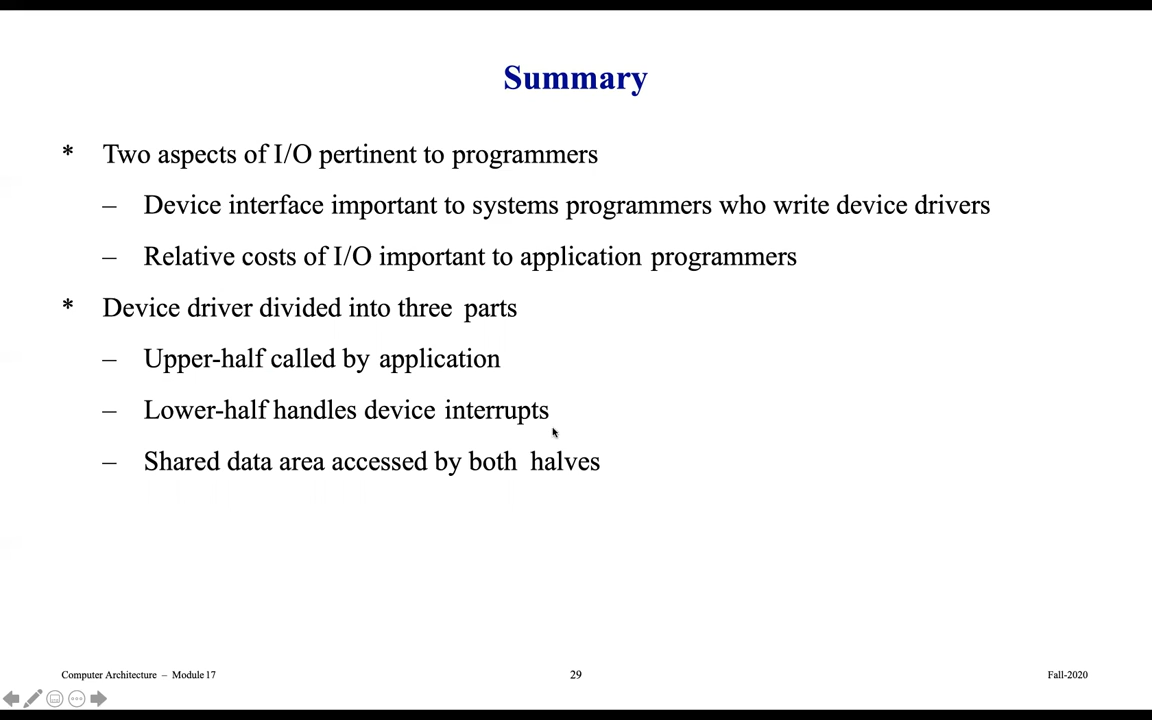 Summary
* Two aspects of I/O pertinent to programmers
– Device interface important to systems programmers who write device drivers
– Relative costs of I/O important to application programmers
* Device driver divided into three parts
– Upper-half called by application
– Lower-half handles device interrupts
– Shared data area accessed by both halves
Computer Architecture – Module 17 29 Fall-2020